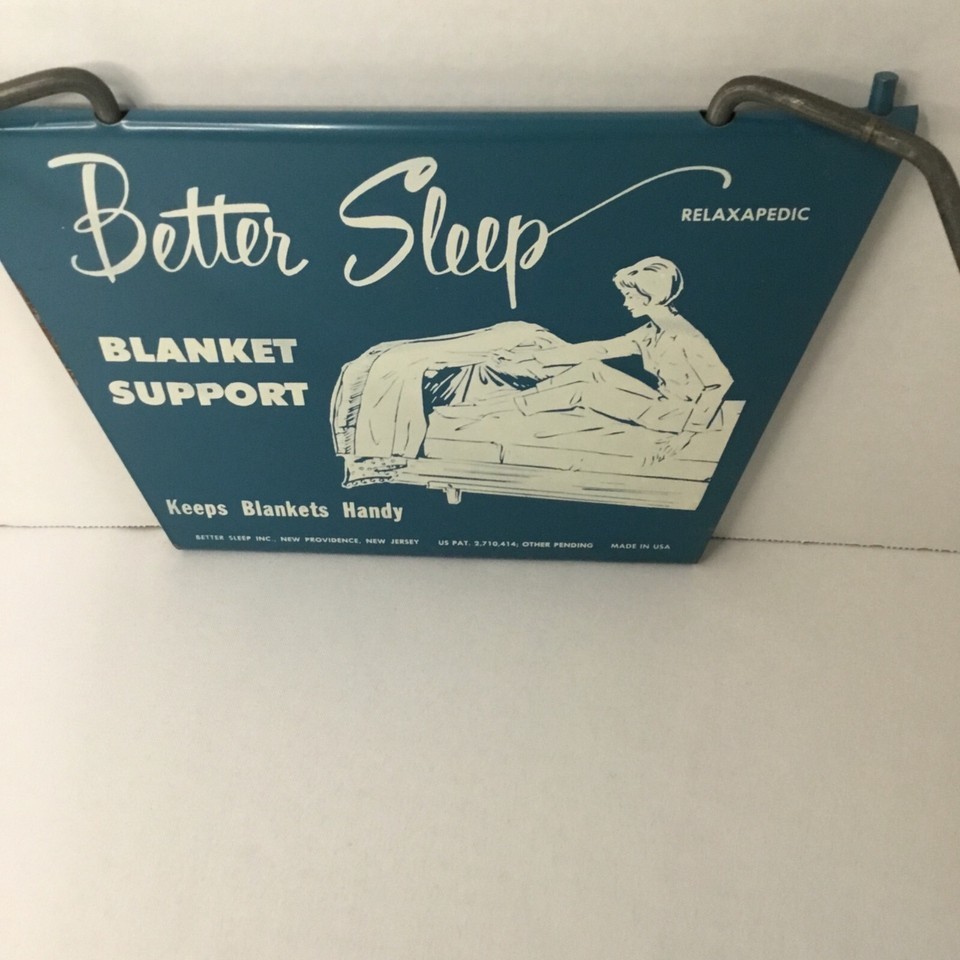 Better Sleep
RELAXAPEDIC
BLANKET
SUPPORT
Keeps Blankets Handy
BETTER SLEEP INC., NEW PROVIDENCE, NEW JERSEY US PAT. 2,710,414; OTHER PENDING MADE IN USA